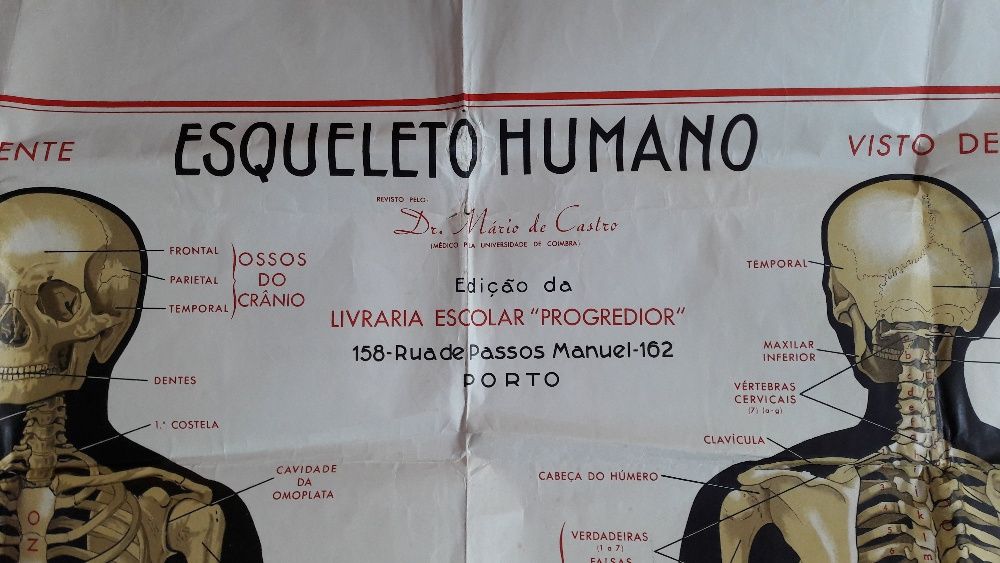 ENTE
ESQUELETO HUMANO
VISTO DE
REVISTO PELO:
Dr. Mário de Castro
(MÉDICO PELA UNIVERSIDADE DE COIMBRA)
Edição da
LIVRARIA ESCOLAR "PROGREDIOR"
158-Rua de Passos Manuel-162
PORTO
FRONTAL
PARIETAL
TEMPORAL
OSSOS
DO
CRÂNIO
DENTES
1.ª COSTELA
CAVIDADE
DA
OMOPLATA
O
N
TEMPORAL
MAXILAR
INFERIOR
VÉRTEBRAS
CERVICAIS
(7) (a-g)
CLAVÍCULA
CABEÇA DO HÚMERO
VERDADEIRAS
(1 a 7)
FALSAS